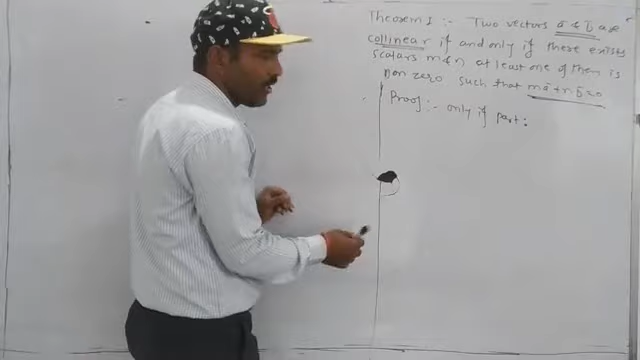 Theorem 1 :- Two vectors a̅ & b̅ are
collinear if and only if there exists
scalars m & n at least one of them is
non zero such that ma̅ + nb̅ = 0
Proof :- only if part :